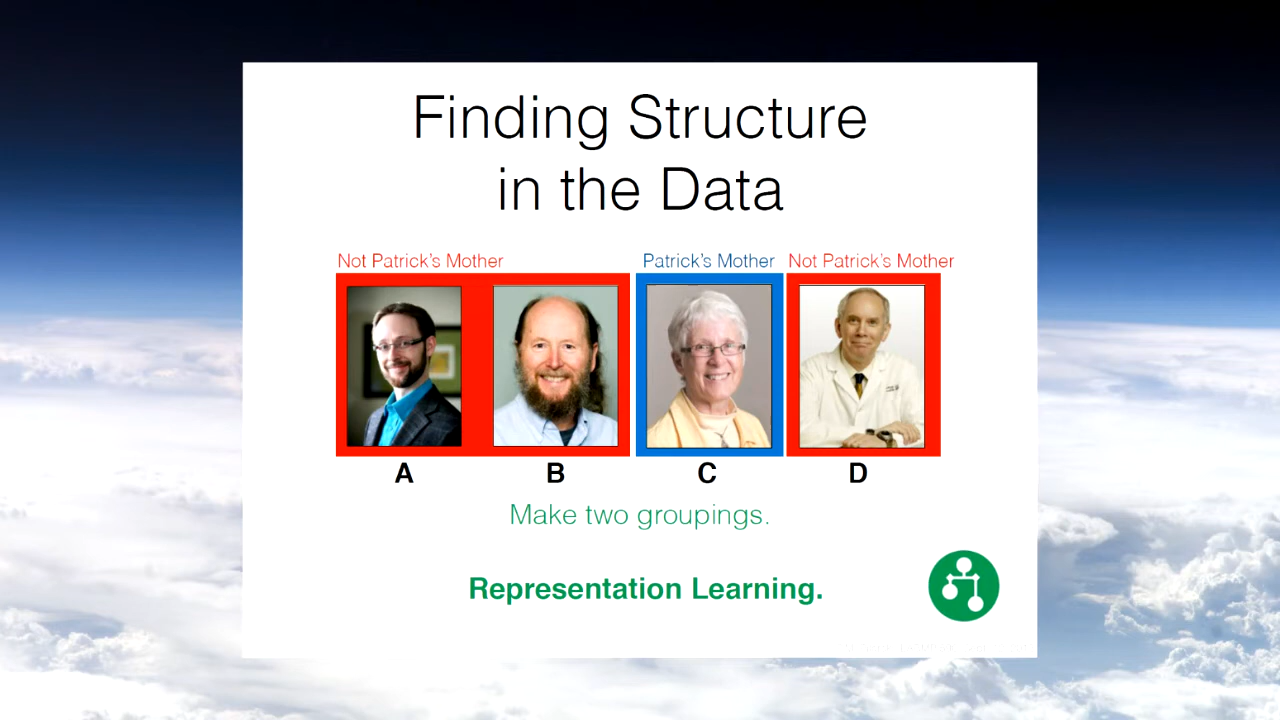 Finding Structure
in the Data
Not Patrick's Mother
Patrick's Mother
Not Patrick's Mother
A
B
C
D
Make two groupings.
Representation Learning.